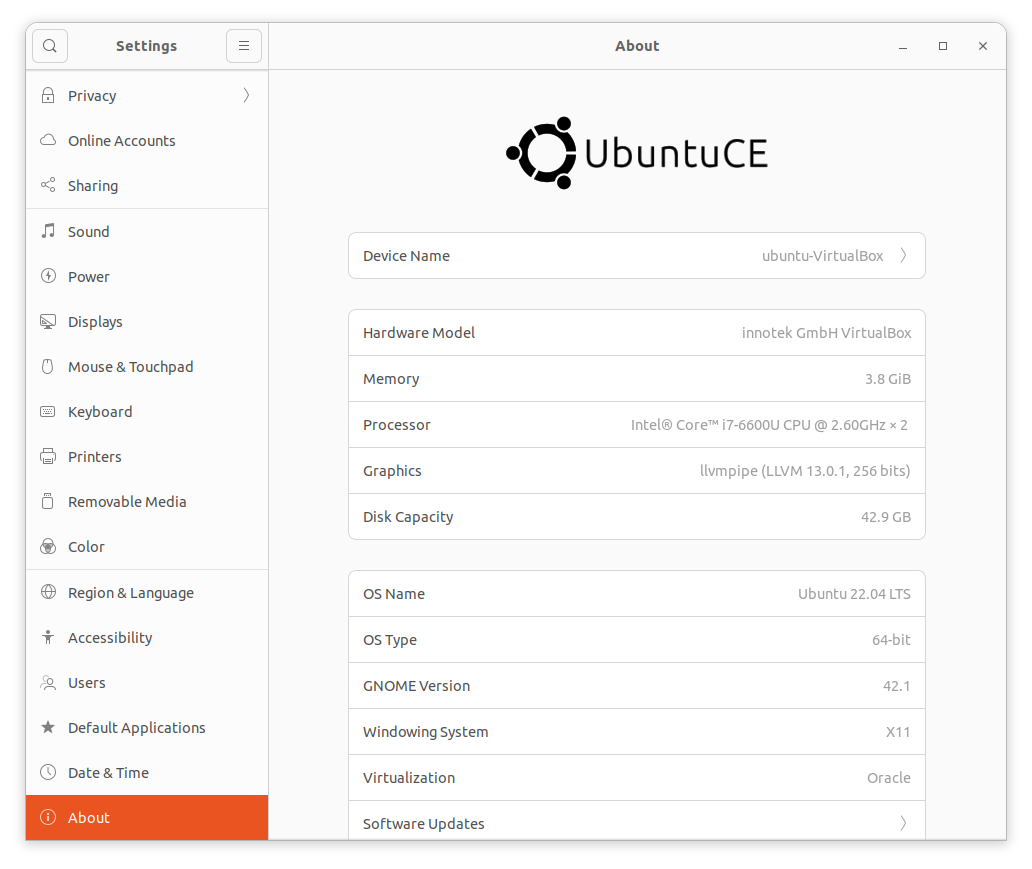 Settings
About
Privacy
Online Accounts
Sharing
Sound
Power
Displays
Mouse & Touchpad
Keyboard
Printers
Removable Media
Color
Region & Language
Accessibility
Users
Default Applications
Date & Time
About
UbuntuCE
Device Name ubuntu-VirtualBox
Hardware Model innotek GmbH VirtualBox
Memory 3.8 GiB
Processor Intel® Core™ i7-6600U CPU @ 2.60GHz × 2
Graphics llvmpipe (LLVM 13.0.1, 256 bits)
Disk Capacity 42.9 GB
OS Name Ubuntu 22.04 LTS
OS Type 64-bit
GNOME Version 42.1
Windowing System X11
Virtualization Oracle
Software Updates